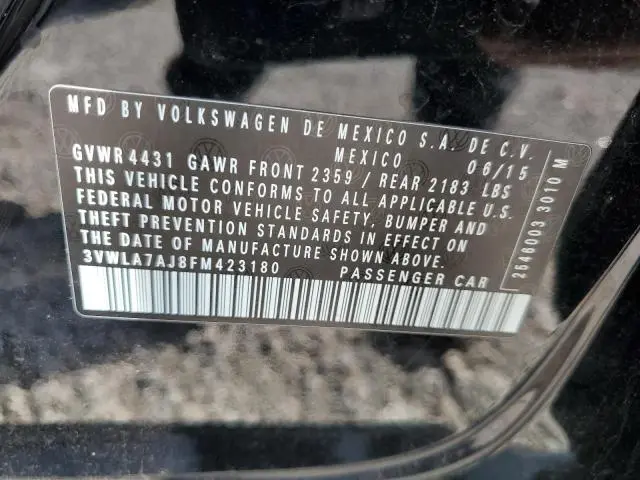 MFD BY VOLKSWAGEN DE MEXICO S.A. DE C.V.
MEXICO 06/15
GVWR 4431 GAWR FRONT 2359 / REAR 2183 LBS
THIS VEHICLE CONFORMS TO ALL APPLICABLE U.S.
FEDERAL MOTOR VEHICLE SAFETY, BUMPER AND
THEFT PREVENTION STANDARDS IN EFFECT ON
THE DATE OF MANUFACTURE SHOWN ABOVE.
3VWLA7AJ8FM423180 PASSENGER CAR
2646003 3010 M